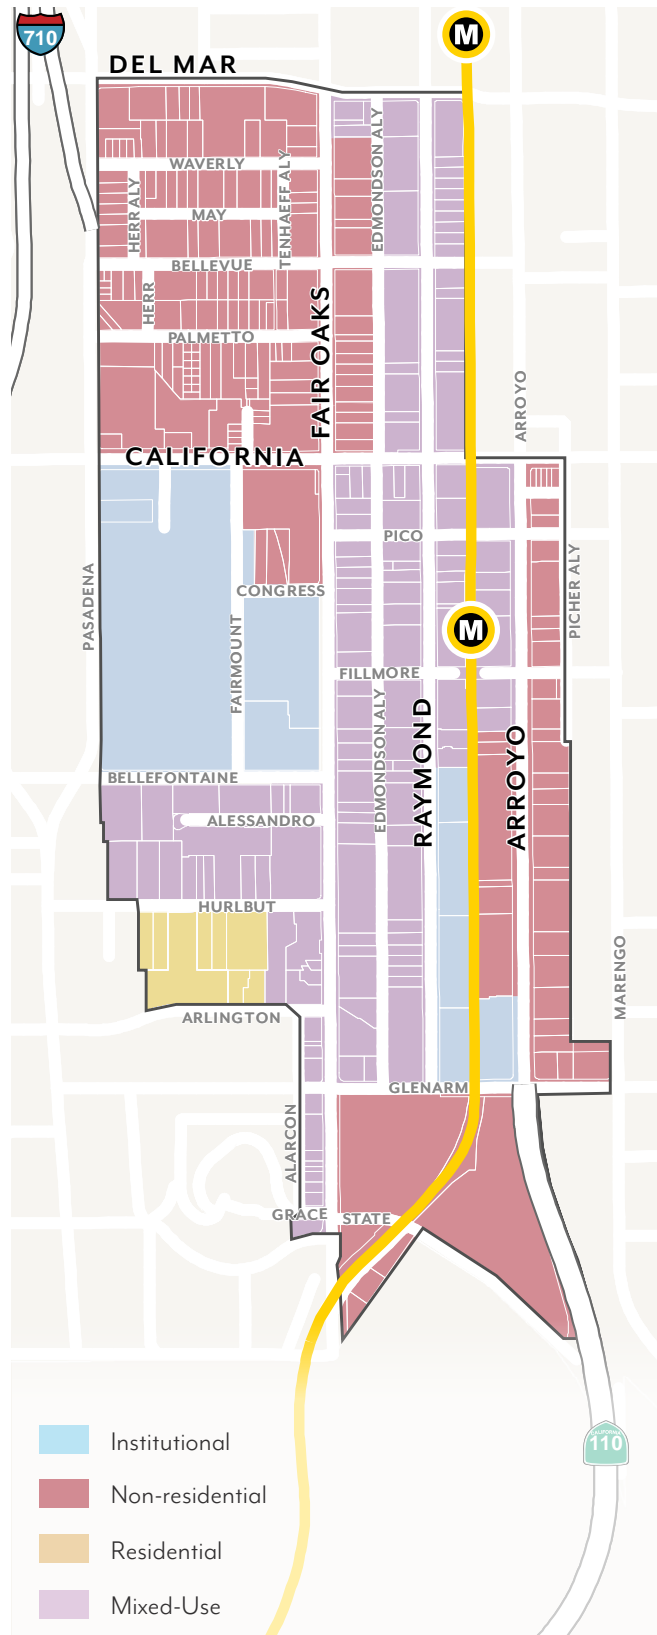 710
M
DEL MAR
EDMONDSON ALY
WAVERLY
TENHAEFF ALY
HERR ALY
MAY
BELLEVUE
HERR
FAIR OAKS
PALMETTO
ARROYO
CALIFORNIA
PICO
PICHER ALY
PASADENA
CONGRESS
FAIRMOUNT
M
FILLMORE
EDMONDSON ALY
RAYMOND
ARROYO
BELLEFONTAINE
ALESSANDRO
HURLBUT
MARENGO
ARLINGTON
GLENARM
ALARCON
GRACE
STATE
CALIFORNIA
110
Institutional
Non-residential
Residential
Mixed-Use